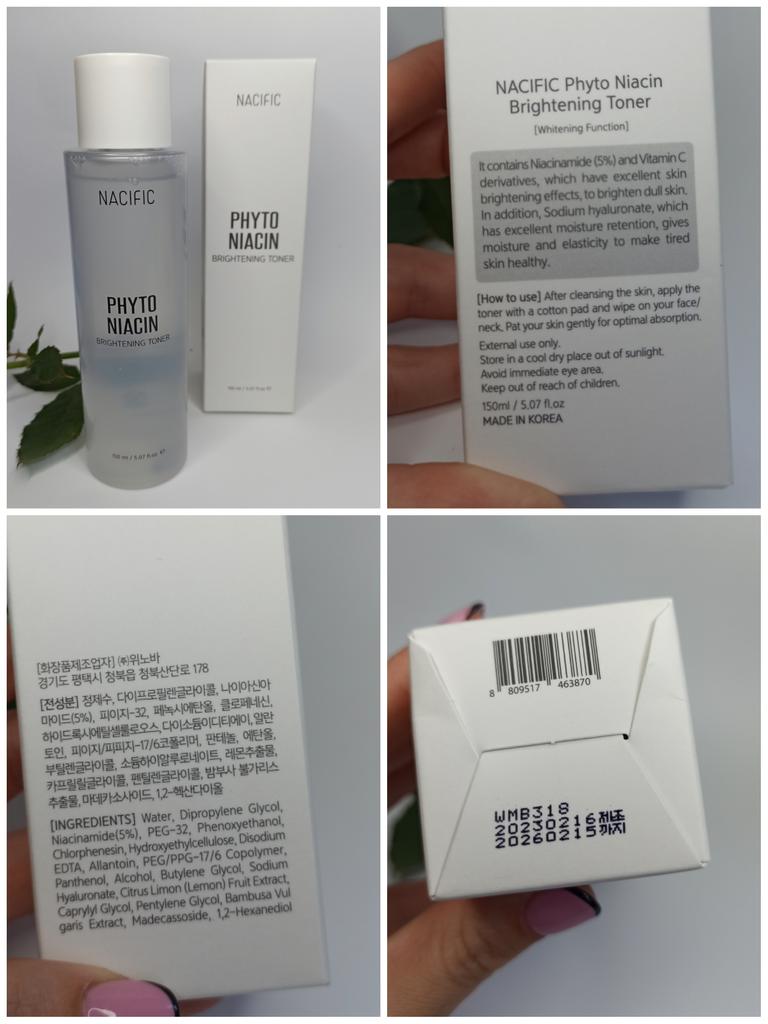 NACIFIC
PHYTO
NIACIN
BRIGHTENING TONER
150 ml / 5.07 fl. oz ℮
NACIFIC
PHYTO
NIACIN
BRIGHTENING TONER
150 ml / 5.07 fl. oz ℮
NACIFIC Phyto Niacin
Brightening Toner
[Whitening Function]
It contains Niacinamide (5%) and Vitamin C
derivatives, which have excellent skin
brightening effects, to brighten dull skin.
In addition, Sodium hyaluronate, which
has excellent moisture retention, gives
moisture and elasticity to make tired
skin healthy.
[How to use] After cleansing the skin, apply the
toner with a cotton pad and wipe on your face/
neck. Pat your skin gently for optimal absorption.
External use only.
Store in a cool dry place out of sunlight.
Avoid immediate eye area.
Keep out of reach of children.
150ml / 5.07 fl.oz
MADE IN KOREA
[화장품제조업자] ㈜위노바
경기도 평택시 청북읍 청북산단로 178
[전성분] 정제수, 다이프로필렌글라이콜, 나이아신아
마이드(5%), 피이지-32, 페녹시에탄올, 클로페네신,
하이드록시에틸셀룰로오스, 다이소듐이디티에이, 알란
토인, 피이지/피피지-17/6코폴리머, 판테놀, 에탄올,
부틸렌글라이콜, 소듐하이알루로네이트, 레몬추출물,
카프릴릴글라이콜, 펜틸렌글라이콜, 밤부사 불가리스
추출물, 마데카소사이드, 1,2-헥산다이올
[INGREDIENTS] Water, Dipropylene Glycol,
Niacinamide(5%), PEG-32, Phenoxyethanol,
Chlorphenesin, Hydroxyethylcellulose, Disodium
EDTA, Allantoin, PEG/PPG-17/6 Copolymer,
Panthenol, Alcohol, Butylene Glycol, Sodium
Hyaluronate, Citrus Limon (Lemon) Fruit Extract,
Caprylyl Glycol, Pentylene Glycol, Bambusa Vul
garis Extract, Madecassoside, 1,2-Hexanediol
8 809517 463870
WMB318
20230216제조
20260215까지